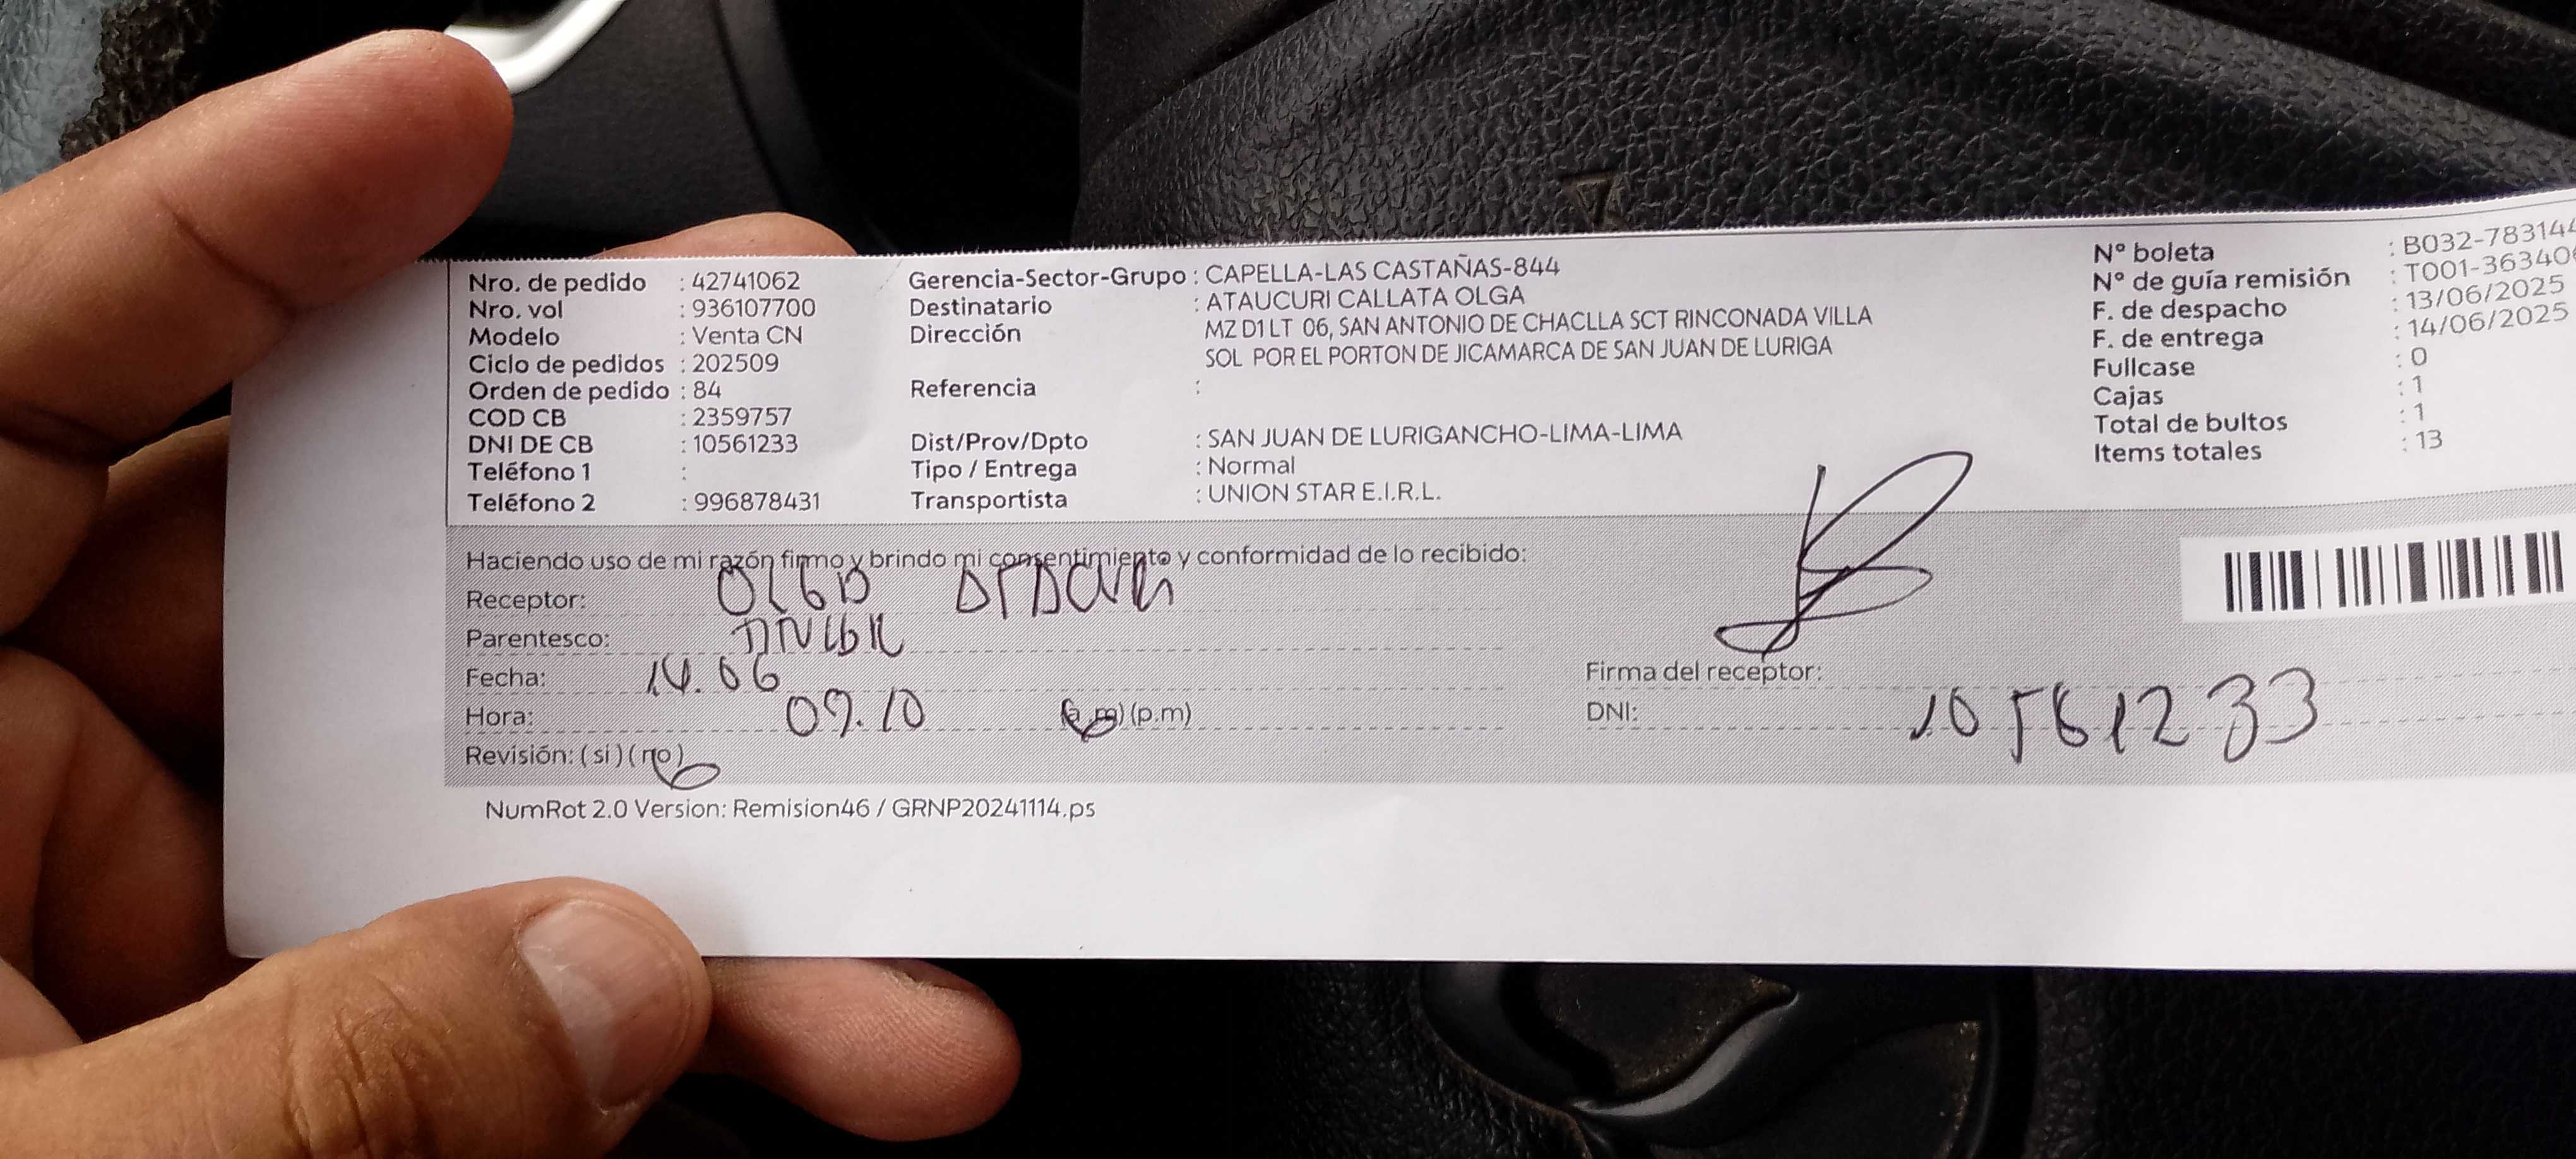 Nro. de pedido : 42741062
Nro. vol : 936107700
Modelo : Venta CN
Ciclo de pedidos : 202509
Orden de pedido : 84
COD CB : 2359757
DNI DE CB : 10561233
Teléfono 1 :
Teléfono 2 : 996878431
Gerencia-Sector-Grupo : CAPELLA-LAS CASTAÑAS-844
Destinatario : ATAUCURI CALLATA OLGA
Dirección MZ D1 LT 06, SAN ANTONIO DE CHACLLA SCT RINCONADA VILLA
SOL POR EL PORTON DE JICAMARCA DE SAN JUAN DE LURIGA
Referencia :
Dist/Prov/Dpto : SAN JUAN DE LURIGANCHO-LIMA-LIMA
Tipo / Entrega : Normal
Transportista : UNION STAR E.I.R.L.
N° boleta : B032-783144
N° de guía remisión : T001-36340
F. de despacho : 13/06/2025
F. de entrega : 14/06/2025
Fullcase : 0
Cajas : 1
Total de bultos : 1
Items totales : 13
Haciendo uso de mi razón firmo y brindo mi consentimiento y conformidad de lo recibido:
Receptor: OLGA
Parentesco:
Fecha: 14.06
Hora: 09.10 (a.m) (p.m)
Revisión: (si) (no)
Firma del receptor:
DNI: 10561233
NumRot 2.0 Version: Remision46 / GRNP20241114.ps